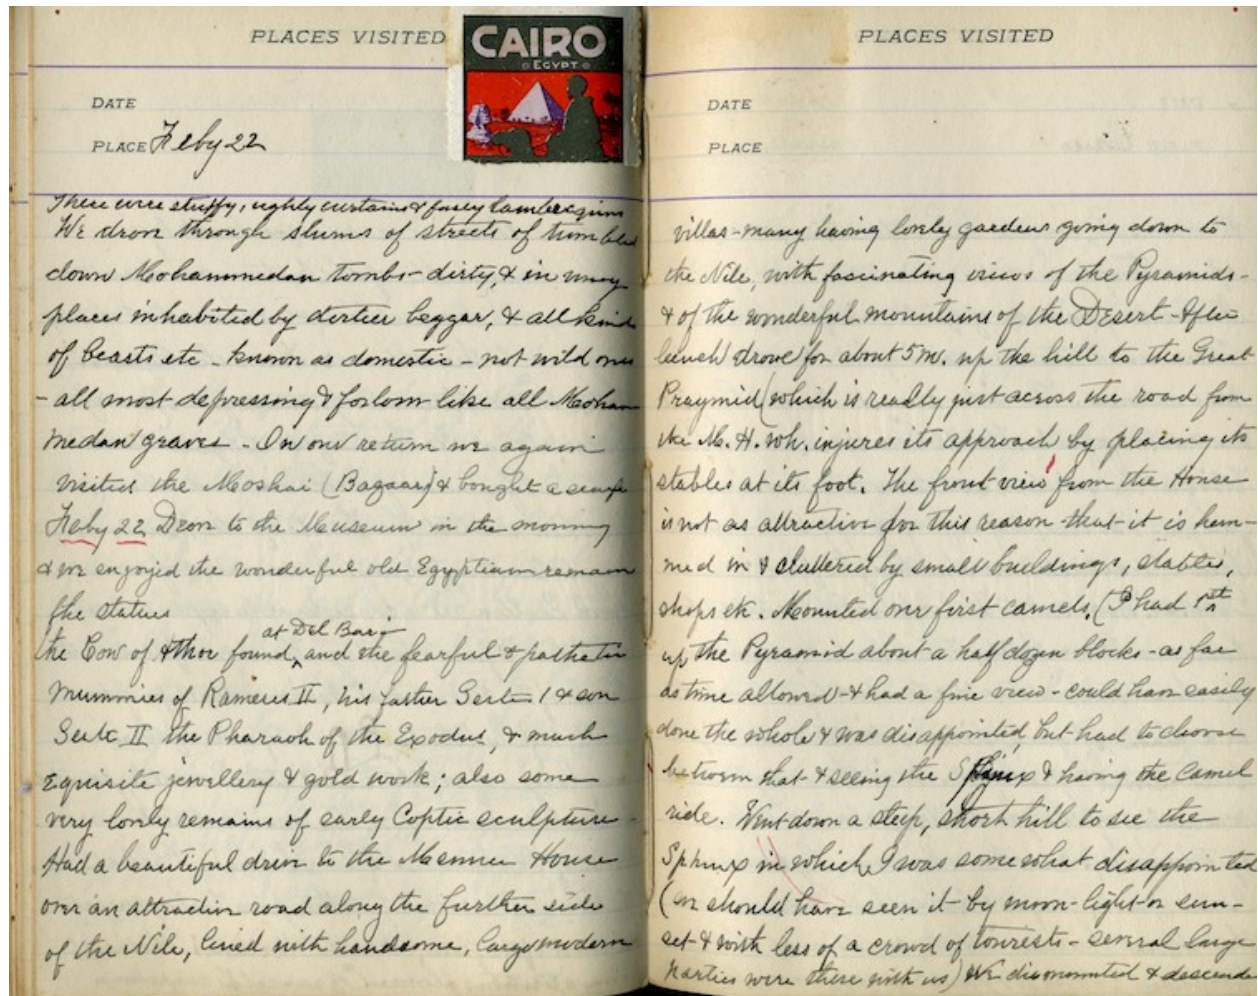 PLACES VISITED
CAIRO
EGYPT
DATE
PLACE Feby 22
There were stuffy, ughly curtains & fusty lambrequins
We drove through slums of streets of tumbled
down Mohammedan tombs - dirty, & in many
places inhabited by dirtier beggar, & all kinds
of beasts etc - known as domestic - not wild ones
- all most depressing & forlorn like all Moham
medan graves - On our return we again
visited the Moskai (Bazaar) & bought a scarf
Feby 22 Drove to the Museum in the morning
& we enjoyed the wonderful old Egyptian remains
the statues
at Del Bari
the Cow of Athor found, and the fearful & pathetic
mummies of Rameses II, his father Seti 1 & son
Seti II the Pharaoh of the Exodus, & much
exquisite jewellery & gold work; also some
very lovely remains of early Coptic sculpture -
Had a beautiful drive to the Menner House
over an attractive road along the further side
of the Nile, lined with handsome, large modern
PLACES VISITED
DATE
PLACE
villas - many having lovely gardens going down to
the Nile, with fascinating views of the Pyramids -
& of the wonderful mountains of the Desert - After
lunch drove for about 5 m. up the hill to the Great
Praymid (which is really just across the road from
the M. H. wh. injures its approach by placing its
stables at its foot. The front view from the House
is not as attractive for this reason - that it is hem-
med in & cluttered by small buildings, stables,
shops etc. Mounted our first camels, (I had 1st
up the Pyramid about a half dozen blocks - as far
as time allowed - & had a fine view - could have easily
done the whole & was disappointed, but had to choose
between that & seeing the Sphinx & having the Camel
ride. Went down a steep, short hill to see the
Sphinx in which I was somewhat disappointed
(we should have seen it by moon-light or sun-
set & with less of a crowd of tourists - several large
parties were there with us) We dismounted & descended